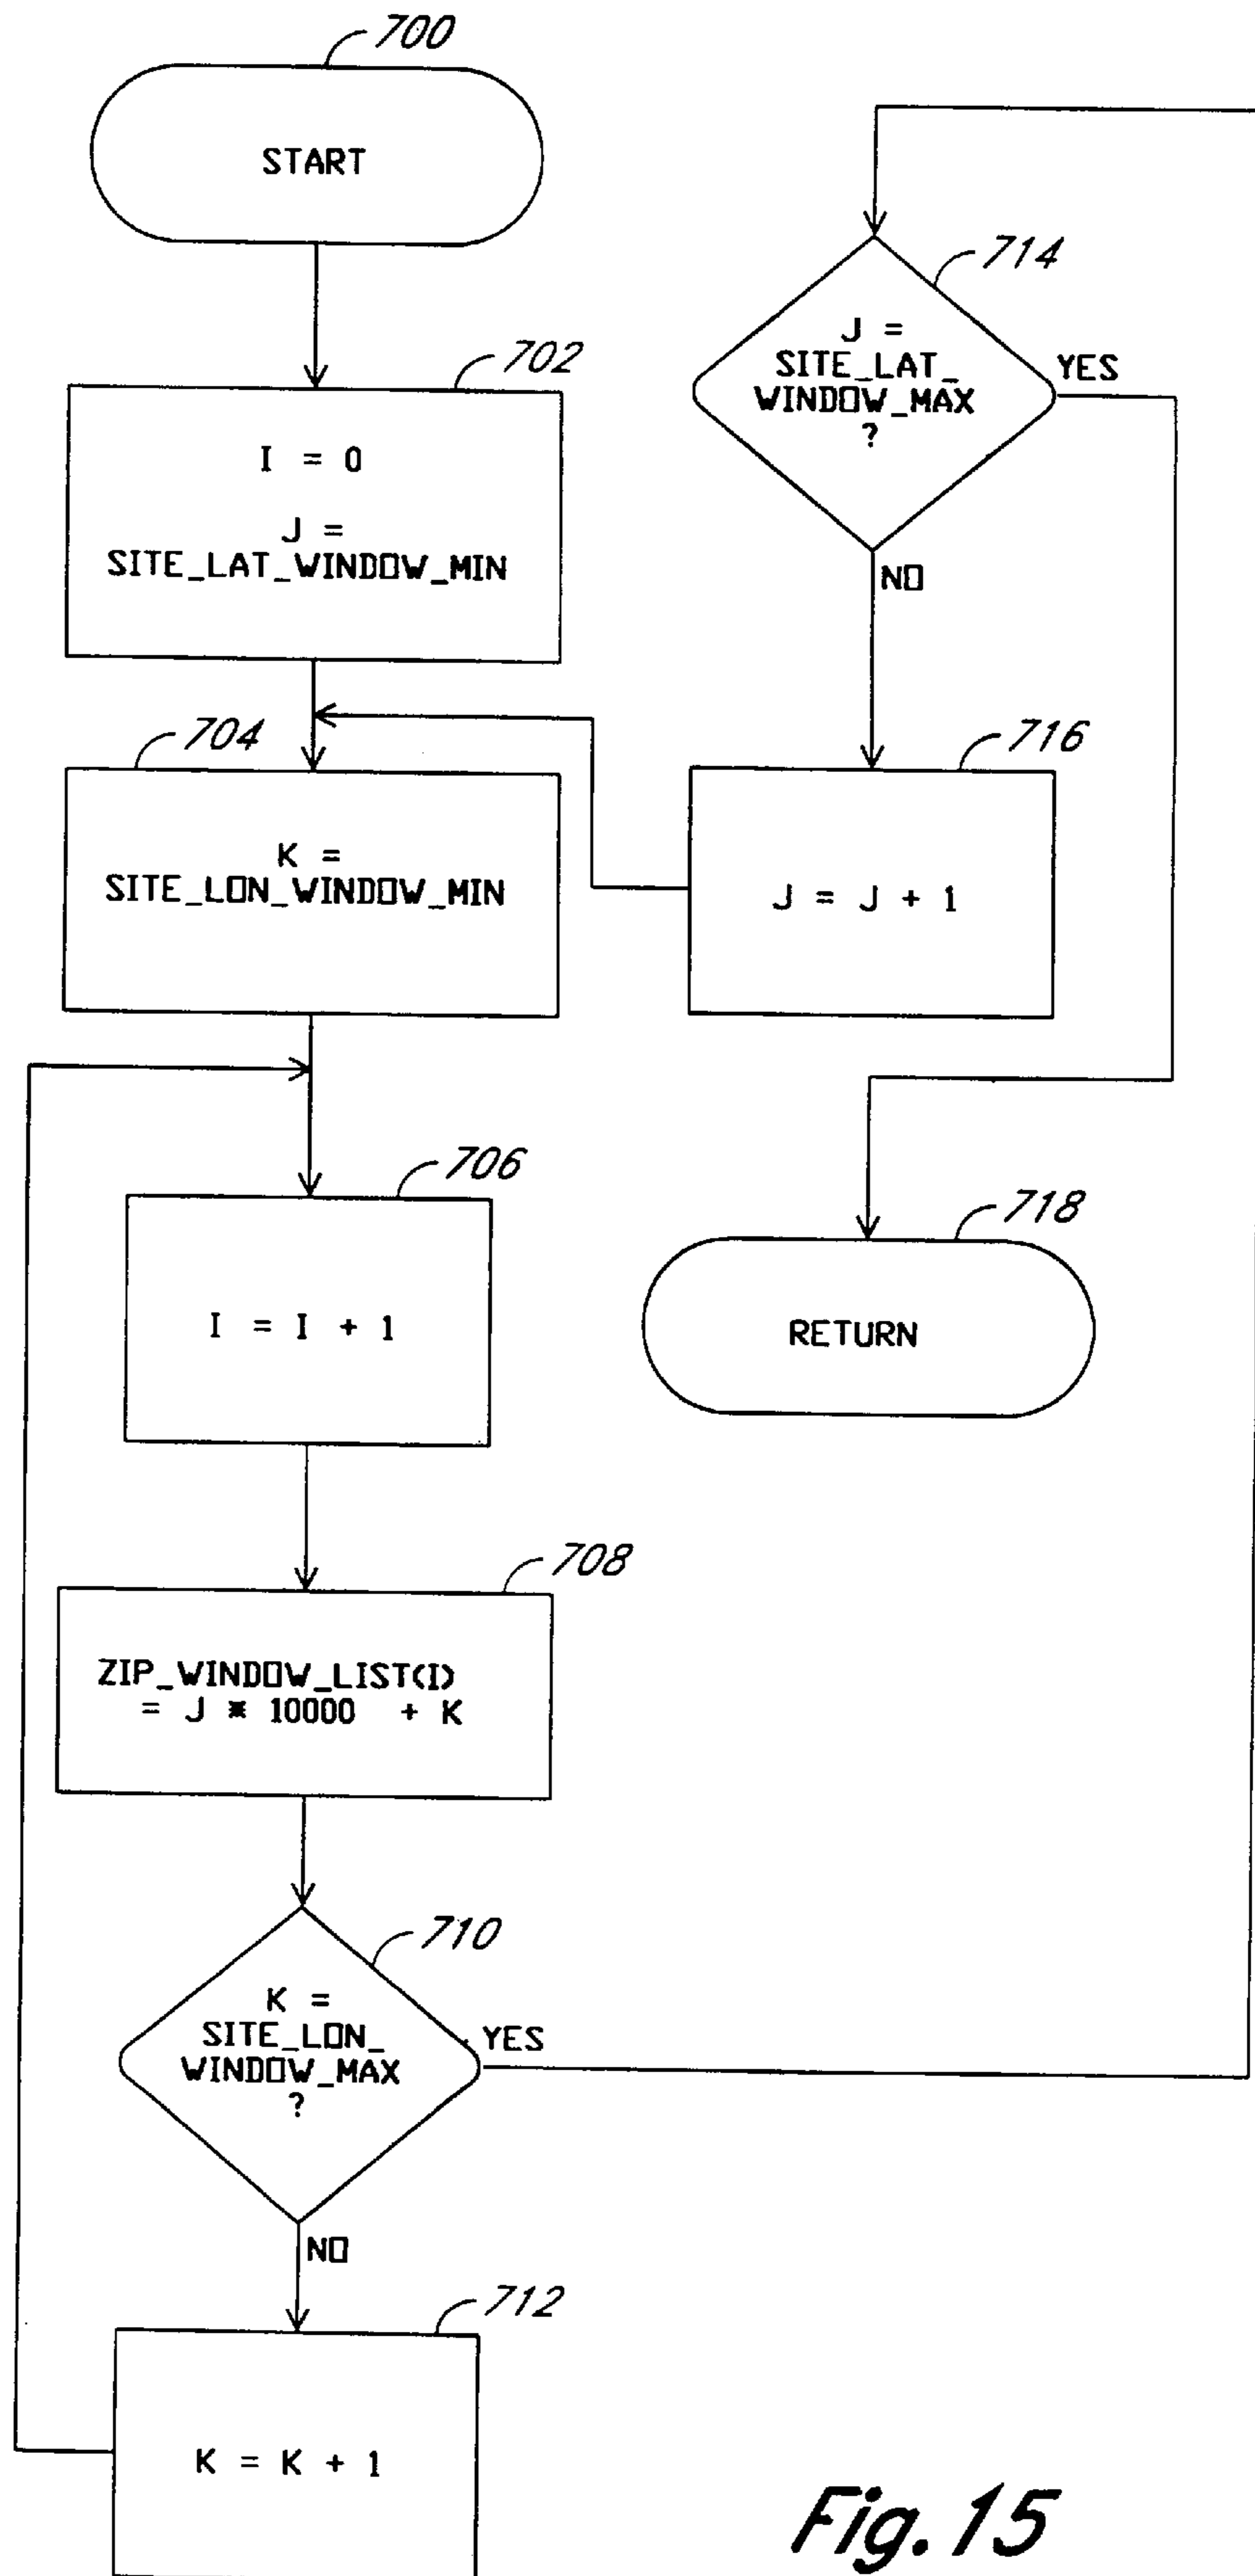 700
START
702
I = 0
J =
SITE_LAT_WINDOW_MIN
704
K =
SITE_LON_WINDOW_MIN
706
I = I + 1
708
ZIP_WINDOW_LIST(I)
= J * 10000 + K
710
K =
SITE_LON_
WINDOW_MAX
?
YES
NO
712
K = K + 1
714
J =
SITE_LAT_
WINDOW_MAX
?
YES
NO
716
J = J + 1
718
RETURN
Fig. 15